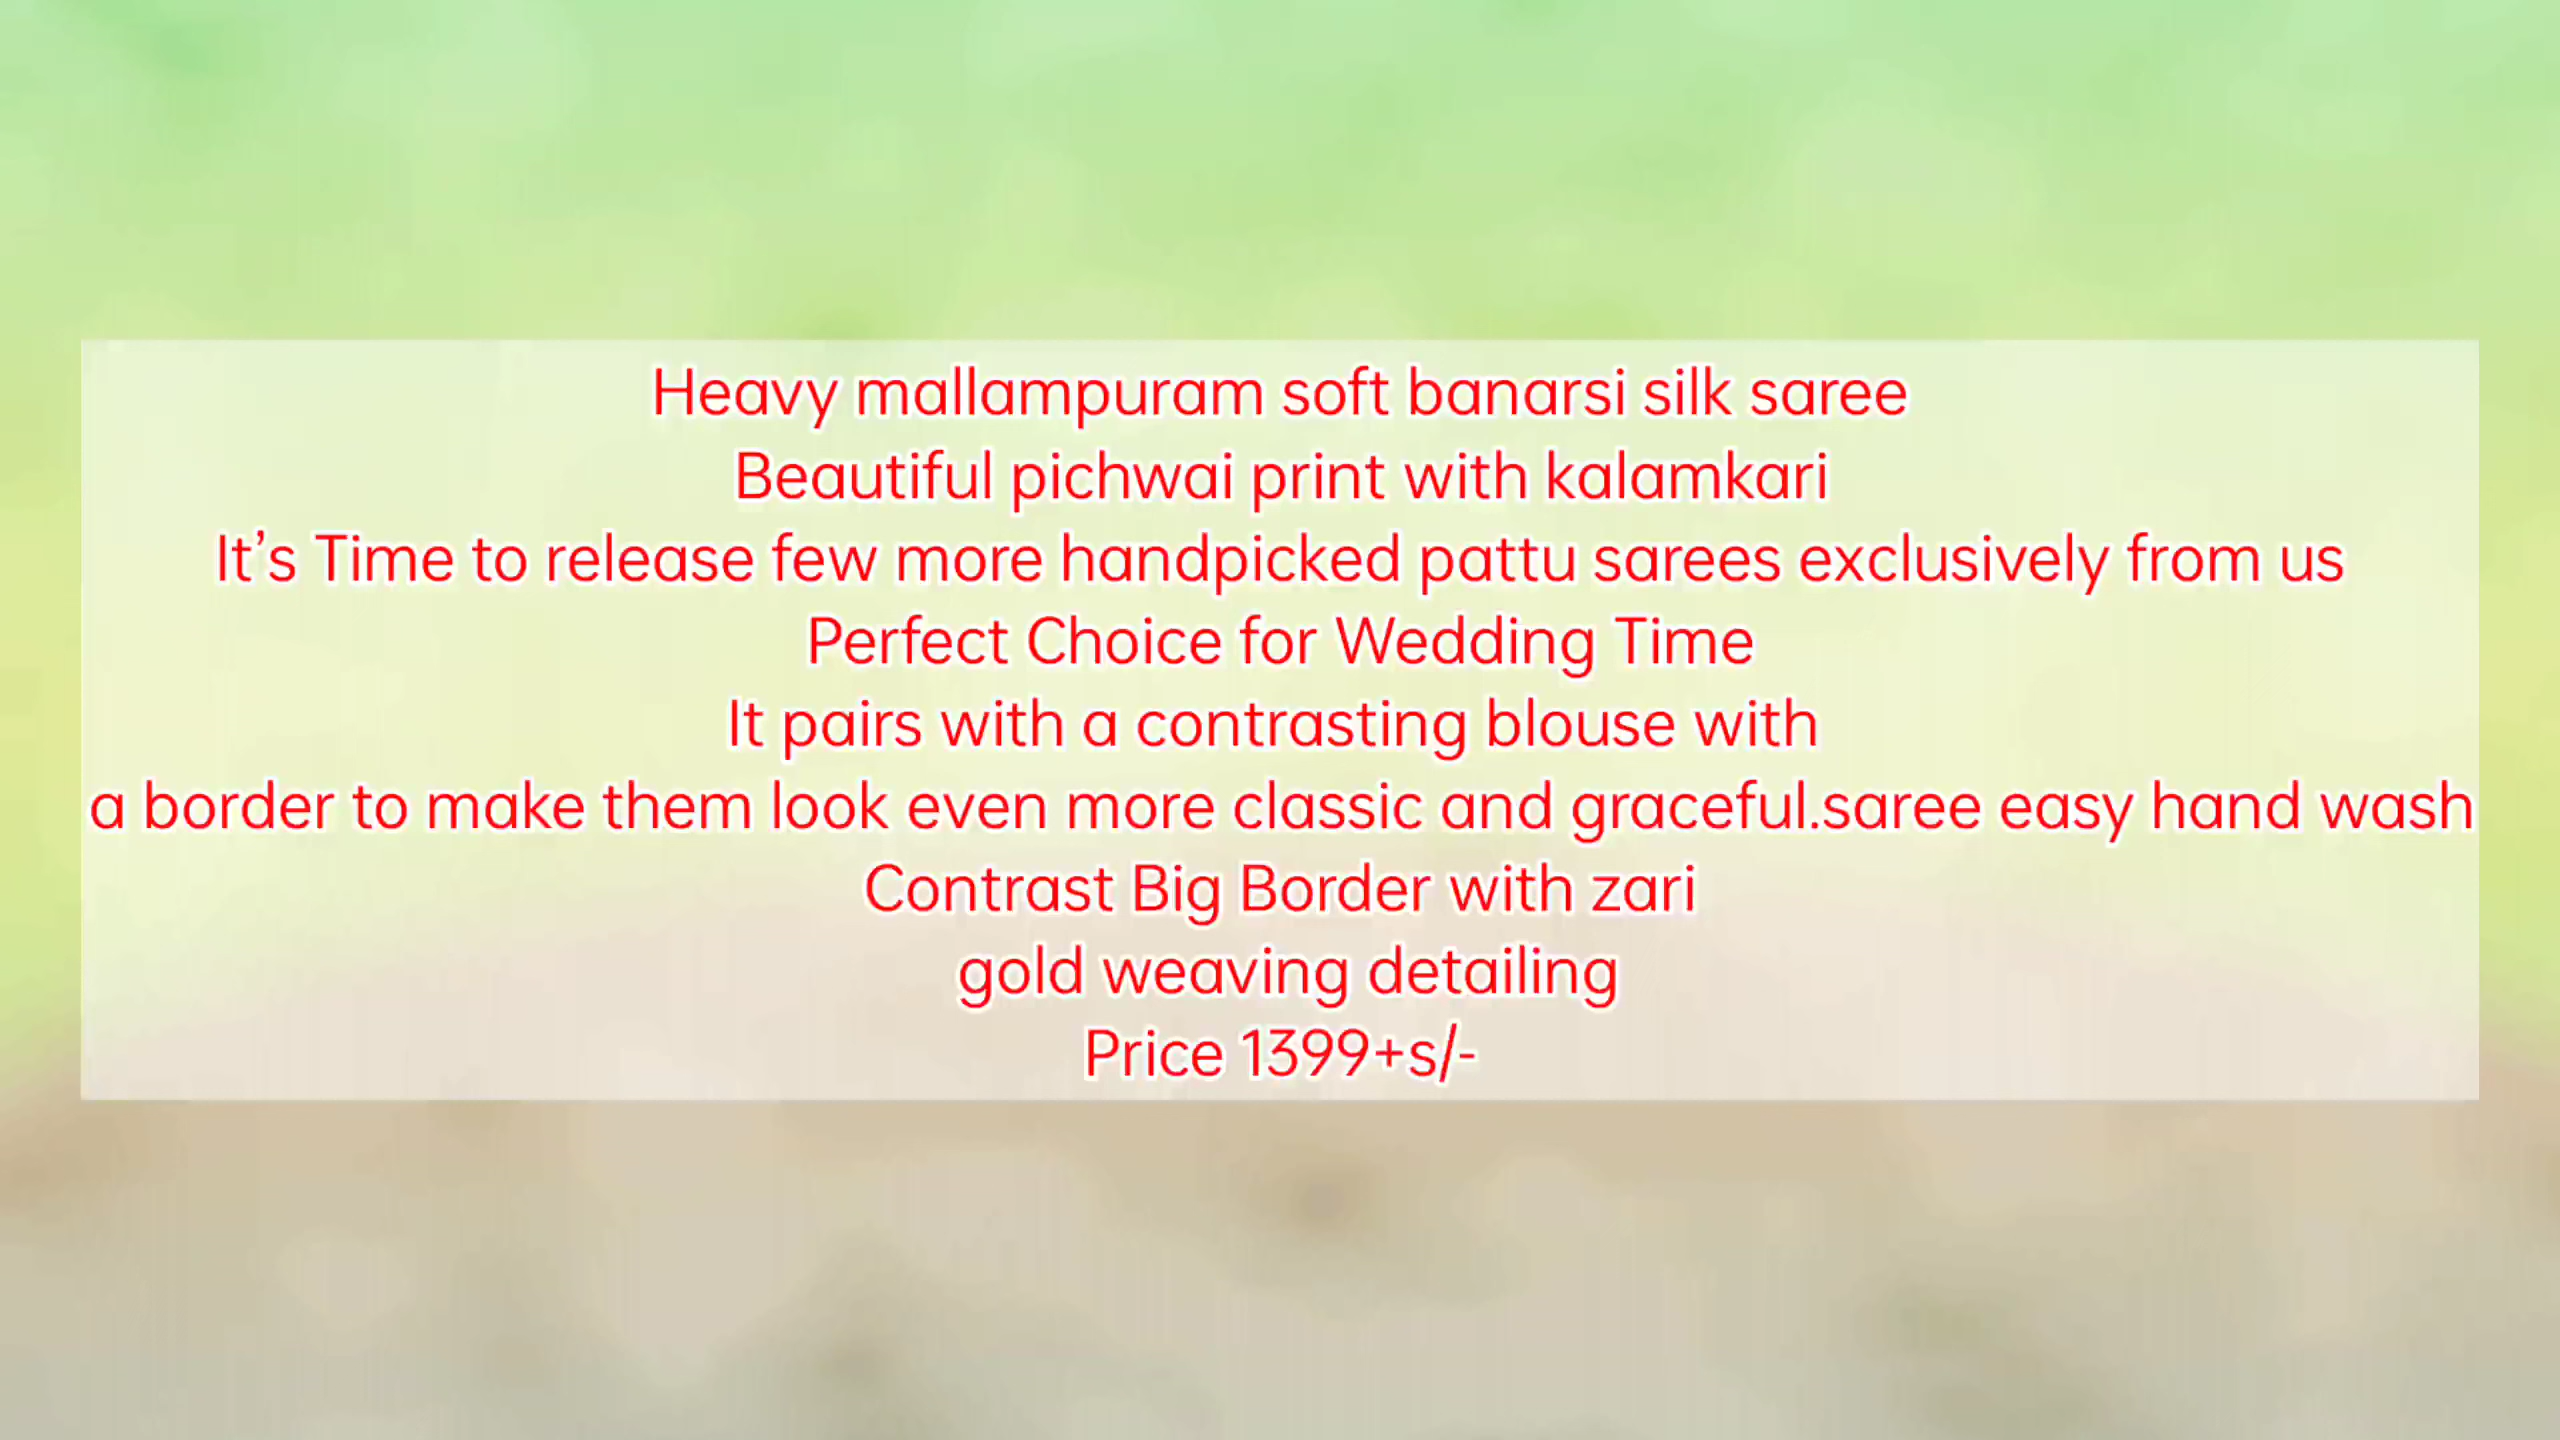 Heavy mallampuram soft banarsi silk saree
Beautiful pichwai print with kalamkari
It’s Time to release few more handpicked pattu sarees exclusively from us
Perfect Choice for Wedding Time
It pairs with a contrasting blouse with
a border to make them look even more classic and graceful.saree easy hand wash
Contrast Big Border with zari
gold weaving detailing
Price 1399+s/-